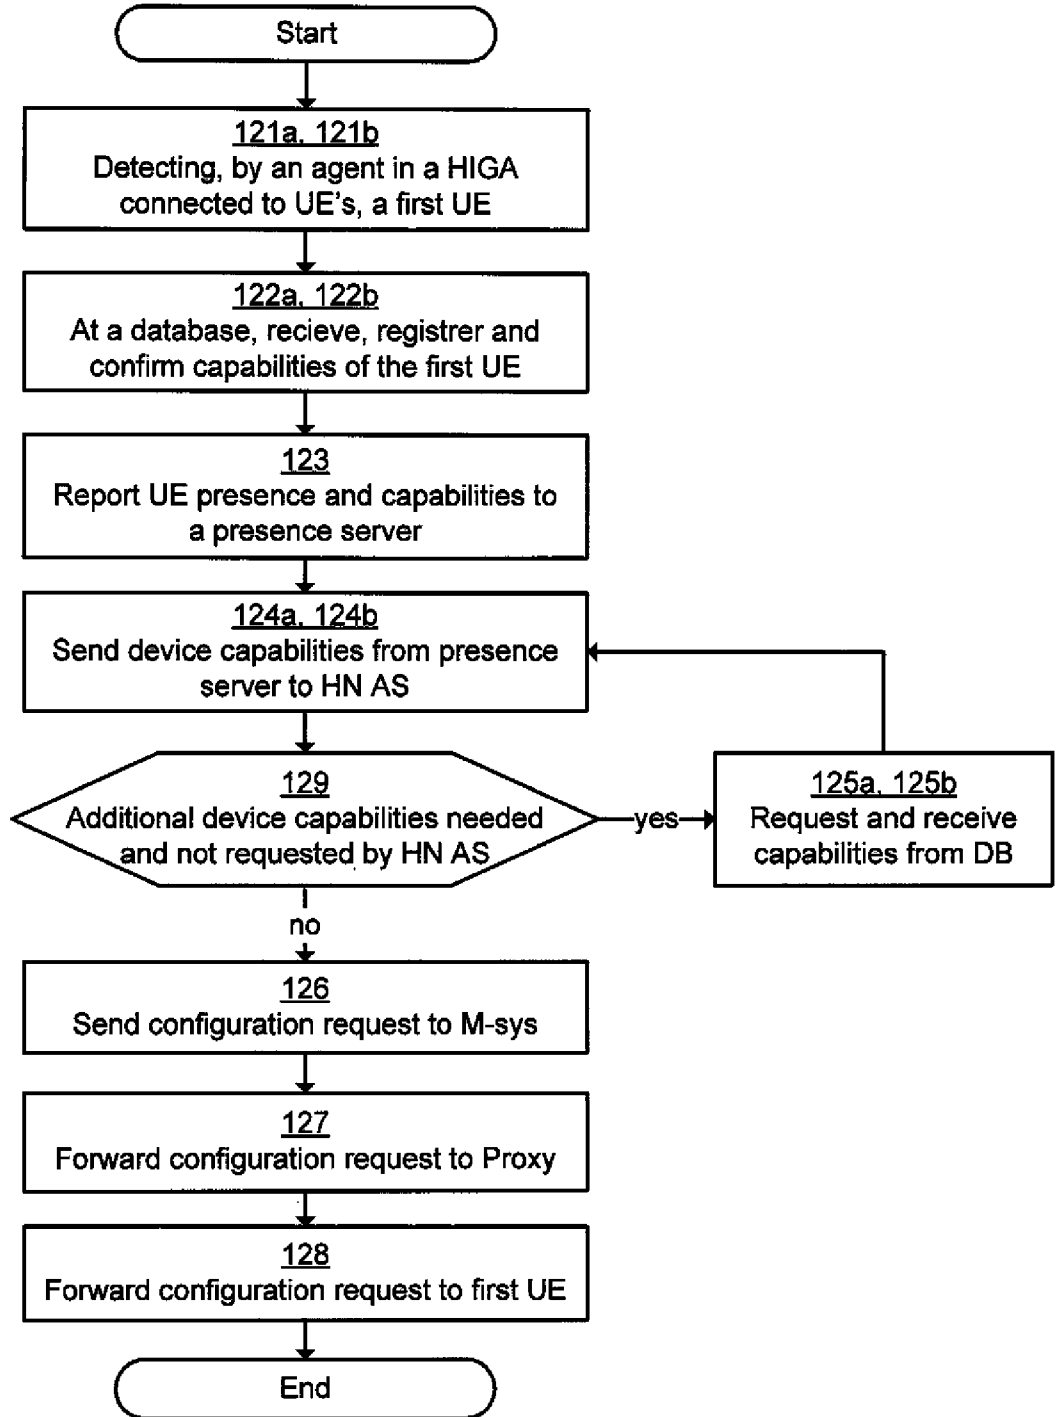 Start
121a, 121b
Detecting, by an agent in a HIGA
connected to UE's, a first UE
122a, 122b
At a database, recieve, registrer and
confirm capabilities of the first UE
123
Report UE presence and capabilities to
a presence server
124a, 124b
Send device capabilities from presence
server to HN AS
129
Additional device capabilities needed
and not requested by HN AS
yes
125a, 125b
Request and receive
capabilities from DB
no
126
Send configuration request to M-sys
127
Forward configuration request to Proxy
128
Forward configuration request to first UE
End